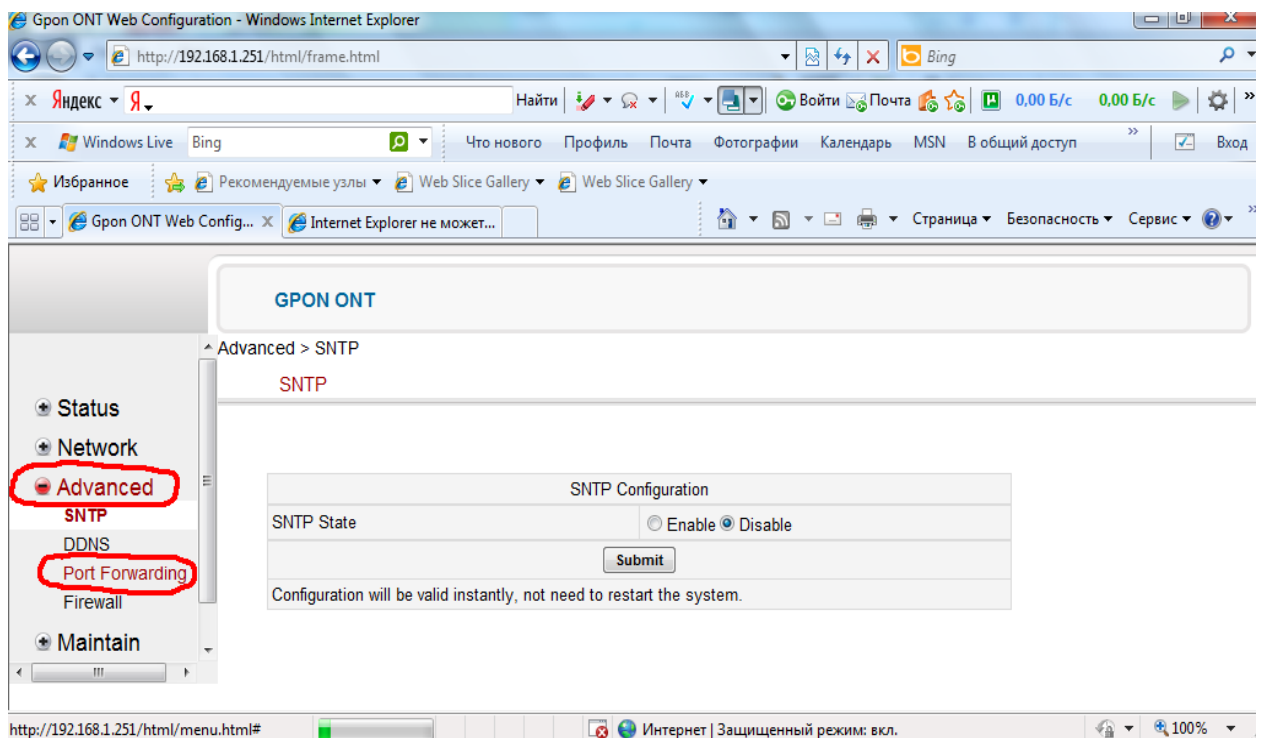 Gpon ONT Web Configuration - Windows Internet Explorer
http://192.168.1.251/html/frame.html
Bing
x Яндекс Я
Найти
Войти
Почта
0,00 Б/с
0,00 Б/с
»
x Windows Live Bing
Что нового Профиль Почта Фотографии Календарь MSN В общий доступ » Вход
Избранное Рекомендуемые узлы Web Slice Gallery Web Slice Gallery
Gpon ONT Web Config... x Internet Explorer не может...
Страница Безопасность Сервис »
GPON ONT
Advanced > SNTP
SNTP
Status
Network
Advanced
SNTP
DDNS
Port Forwarding
Firewall
Maintain
SNTP Configuration
SNTP State Enable Disable
Submit
Configuration will be valid instantly, not need to restart the system.
http://192.168.1.251/html/menu.html#
Интернет | Защищенный режим: вкл.
100%